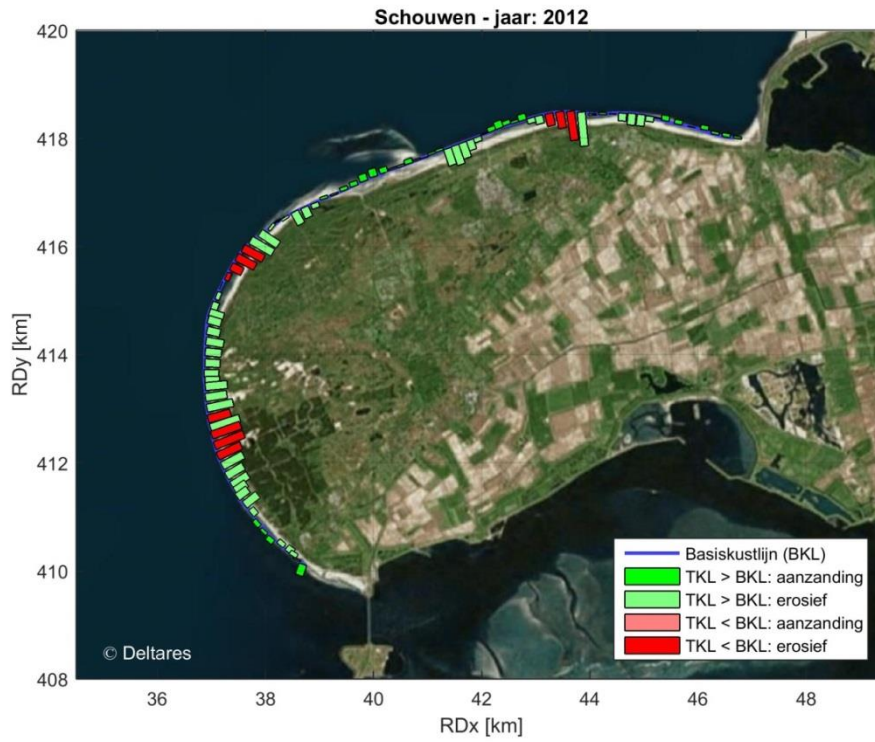 Schouwen - jaar: 2012
420
418
416
414
412
410
408
RDy [km]
36
38
40
42
44
46
48
RDx [km]
Basiskustlijn (BKL)
TKL > BKL: aanzanding
TKL > BKL: erosief
TKL < BKL: aanzanding
TKL < BKL: erosief
© Deltares